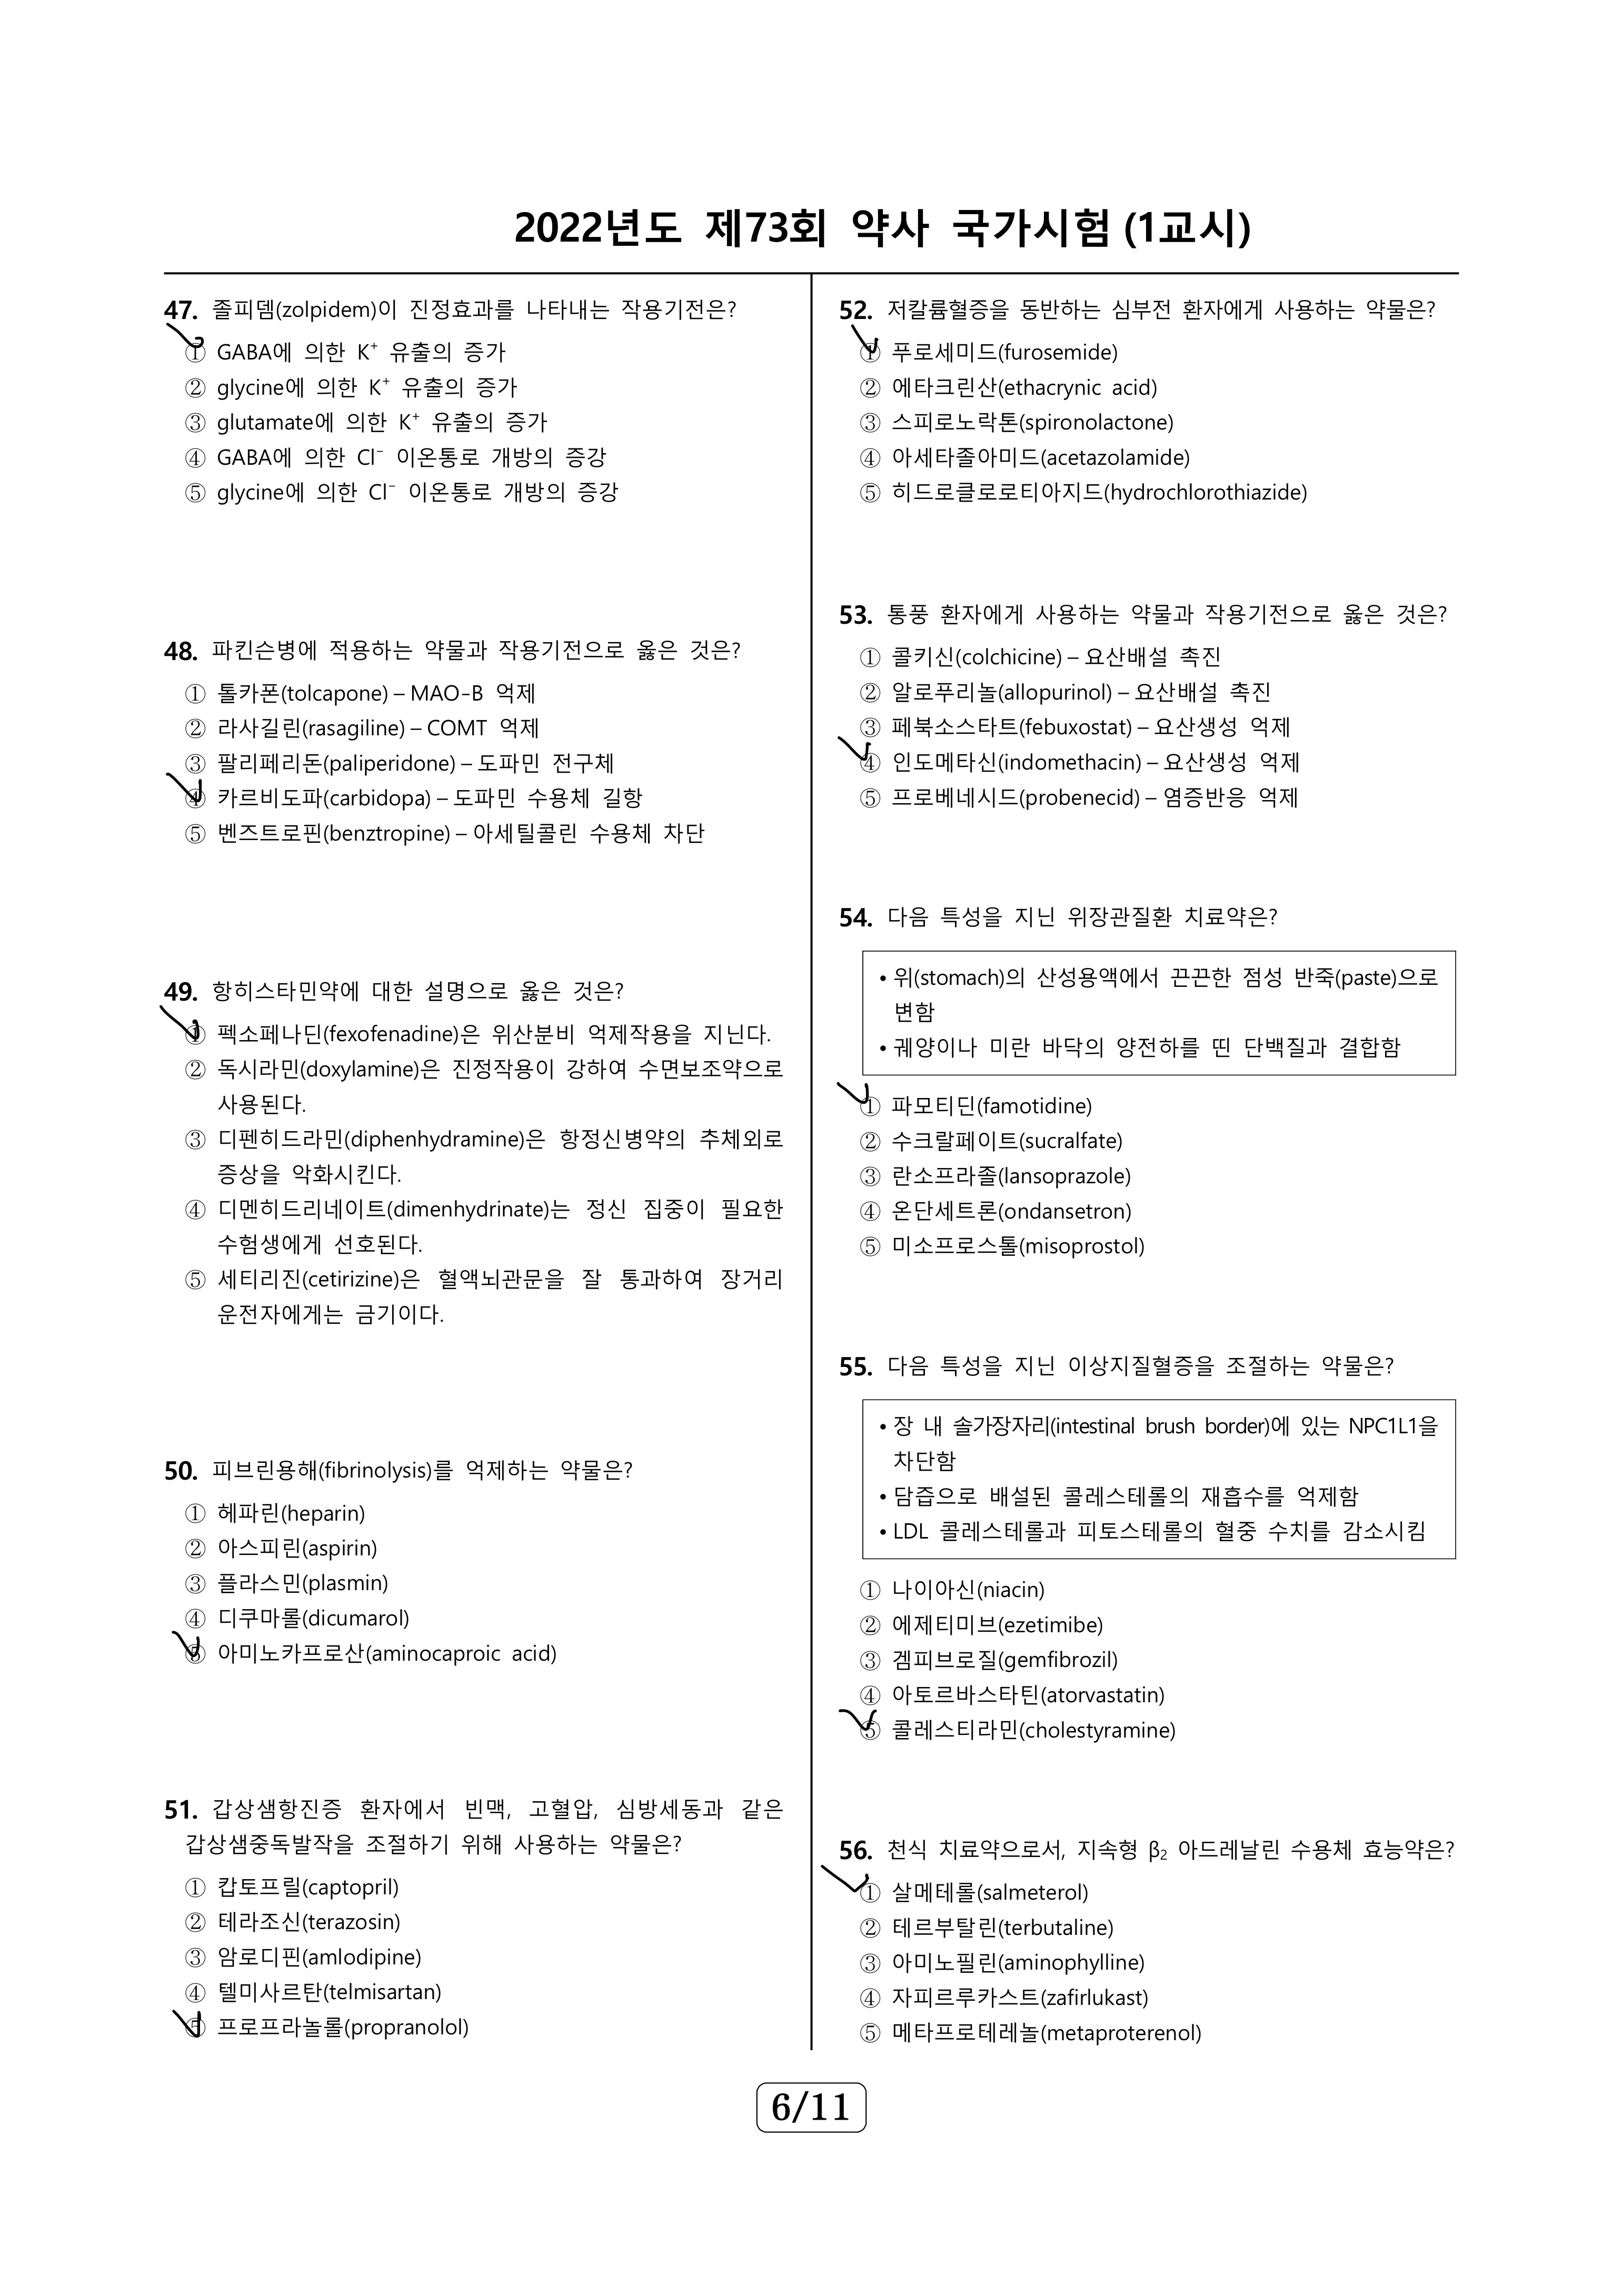 2022년도 제73회 약사 국가시험 (1교시)
47. 졸피뎀(zolpidem)이 진정효과를 나타내는 작용기전은?
① GABA에 의한 K⁺ 유출의 증가
② glycine에 의한 K⁺ 유출의 증가
③ glutamate에 의한 K⁺ 유출의 증가
④ GABA에 의한 Cl⁻ 이온통로 개방의 증강
⑤ glycine에 의한 Cl⁻ 이온통로 개방의 증강
48. 파킨슨병에 적용하는 약물과 작용기전으로 옳은 것은?
① 톨카폰(tolcapone) – MAO-B 억제
② 라사길린(rasagiline) – COMT 억제
③ 팔리페리돈(paliperidone) – 도파민 전구체
④ 카르비도파(carbidopa) – 도파민 수용체 길항
⑤ 벤즈트로핀(benztropine) – 아세틸콜린 수용체 차단
49. 항히스타민약에 대한 설명으로 옳은 것은?
① 펙소페나딘(fexofenadine)은 위산분비 억제작용을 지닌다.
② 독시라민(doxylamine)은 진정작용이 강하여 수면보조약으로
사용된다.
③ 디펜히드라민(diphenhydramine)은 항정신병약의 추체외로
증상을 악화시킨다.
④ 디멘히드리네이트(dimenhydrinate)는 정신 집중이 필요한
수험생에게 선호된다.
⑤ 세티리진(cetirizine)은 혈액뇌관문을 잘 통과하여 장거리
운전자에게는 금기이다.
50. 피브린용해(fibrinolysis)를 억제하는 약물은?
① 헤파린(heparin)
② 아스피린(aspirin)
③ 플라스민(plasmin)
④ 디쿠마롤(dicumarol)
⑤ 아미노카프로산(aminocaproic acid)
51. 갑상샘항진증 환자에서 빈맥, 고혈압, 심방세동과 같은
갑상샘중독발작을 조절하기 위해 사용하는 약물은?
① 캅토프릴(captopril)
② 테라조신(terazosin)
③ 암로디핀(amlodipine)
④ 텔미사르탄(telmisartan)
⑤ 프로프라놀롤(propranolol)
52. 저칼륨혈증을 동반하는 심부전 환자에게 사용하는 약물은?
① 푸로세미드(furosemide)
② 에타크린산(ethacrynic acid)
③ 스피로노락톤(spironolactone)
④ 아세타졸아미드(acetazolamide)
⑤ 히드로클로로티아지드(hydrochlorothiazide)
53. 통풍 환자에게 사용하는 약물과 작용기전으로 옳은 것은?
① 콜키신(colchicine) – 요산배설 촉진
② 알로푸리놀(allopurinol) – 요산배설 촉진
③ 페북소스타트(febuxostat) – 요산생성 억제
④ 인도메타신(indomethacin) – 요산생성 억제
⑤ 프로베네시드(probenecid) – 염증반응 억제
54. 다음 특성을 지닌 위장관질환 치료약은?
• 위(stomach)의 산성용액에서 끈끈한 점성 반죽(paste)으로
변함
• 궤양이나 미란 바닥의 양전하를 띤 단백질과 결합함
① 파모티딘(famotidine)
② 수크랄페이트(sucralfate)
③ 란소프라졸(lansoprazole)
④ 온단세트론(ondansetron)
⑤ 미소프로스톨(misoprostol)
55. 다음 특성을 지닌 이상지질혈증을 조절하는 약물은?
• 장 내 솔가장자리(intestinal brush border)에 있는 NPC1L1을
차단함
• 담즙으로 배설된 콜레스테롤의 재흡수를 억제함
• LDL 콜레스테롤과 피토스테롤의 혈중 수치를 감소시킴
① 나이아신(niacin)
② 에제티미브(ezetimibe)
③ 겜피브로질(gemfibrozil)
④ 아토르바스타틴(atorvastatin)
⑤ 콜레스티라민(cholestyramine)
56. 천식 치료약으로서, 지속형 β₂ 아드레날린 수용체 효능약은?
① 살메테롤(salmeterol)
② 테르부탈린(terbutaline)
③ 아미노필린(aminophylline)
④ 자피르루카스트(zafirlukast)
⑤ 메타프로테레놀(metaproterenol)
6/11